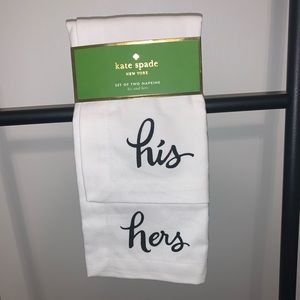 kate spade
NEW YORK
SET OF TWO NAPKINS
his and hers
his
hers